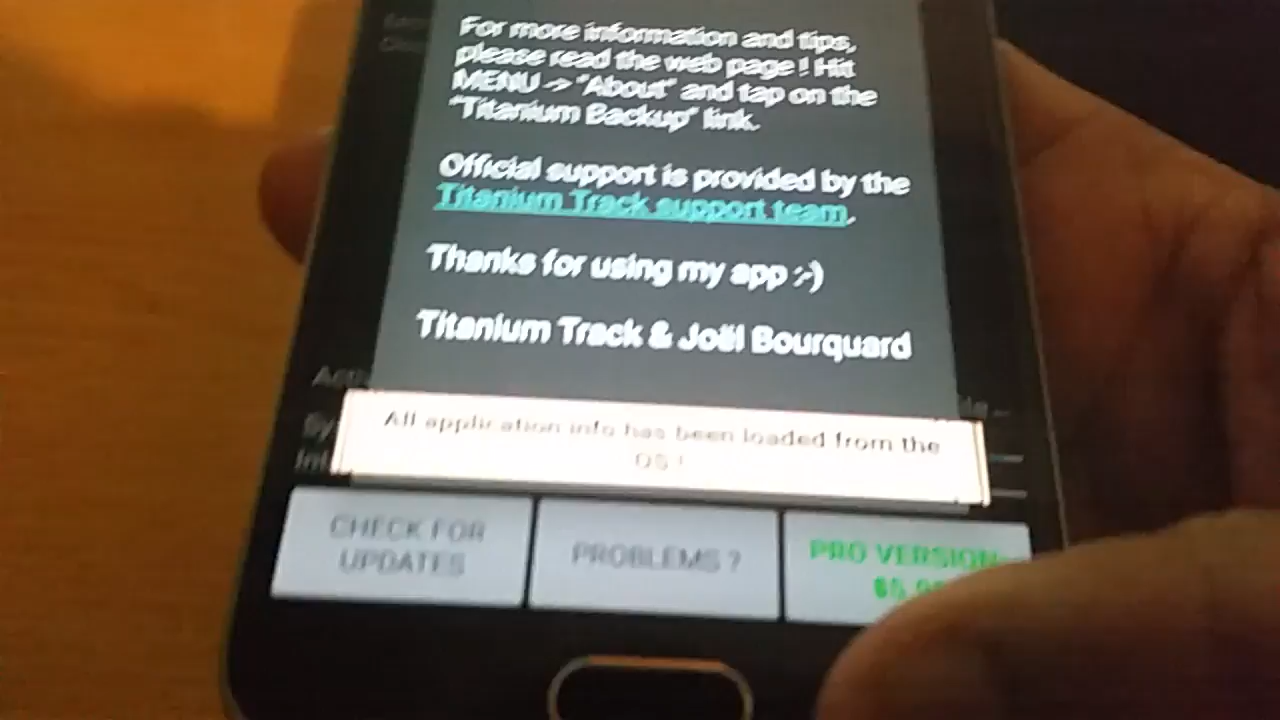 For more information and tips,
please read the web page ! Hit
MENU -> "About" and tap on the
"Titanium Backup" link.
Official support is provided by the
Titanium Track support team.
Thanks for using my app :-)
Titanium Track & Joël Bourquard
All application info has been loaded from the
OS !
CHECK FOR
UPDATES
PROBLEMS ?
PRO VERSION